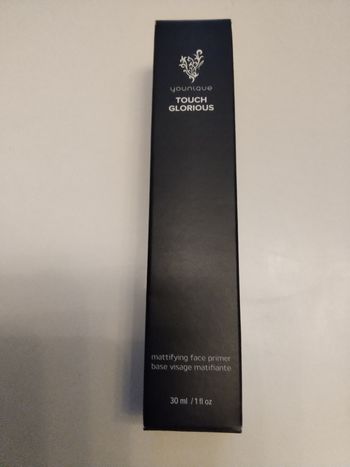 younique
TOUCH
GLORIOUS
mattifying face primer
base visage matifiante
30 ml / 1 fl oz